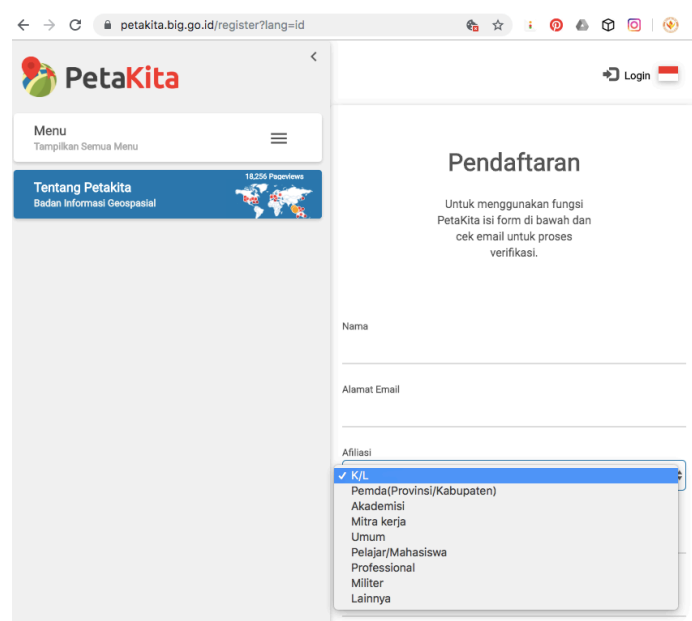 petakita.big.go.id/register?lang=id
PetaKita
Menu
Tampilkan Semua Menu
18,256 Pageviews
Tentang Petakita
Badan Informasi Geospasial
Login
Pendaftaran
Untuk menggunakan fungsi
PetaKita isi form di bawah dan
cek email untuk proses
verifikasi.
Nama
Alamat Email
Afiliasi
✓ K/L
Pemda(Provinsi/Kabupaten)
Akademisi
Mitra kerja
Umum
Pelajar/Mahasiswa
Professional
Militer
Lainnya